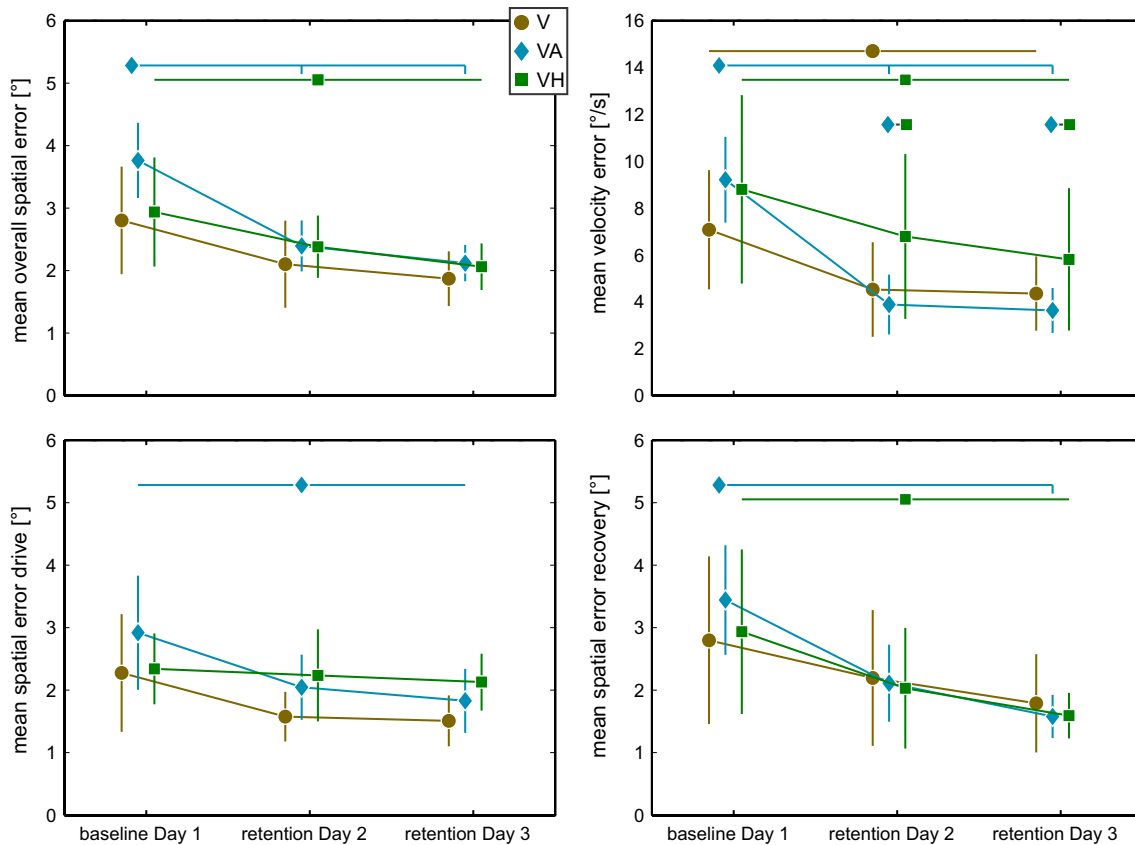 mean overall spatial error [°]
6
5
4
3
2
1
0
V
VA
VH
mean velocity error [°/s]
16
14
12
10
8
6
4
2
0
mean spatial error drive [°]
6
5
4
3
2
1
0
baseline Day 1
retention Day 2
retention Day 3
mean spatial error recovery [°]
6
5
4
3
2
1
0
baseline Day 1
retention Day 2
retention Day 3